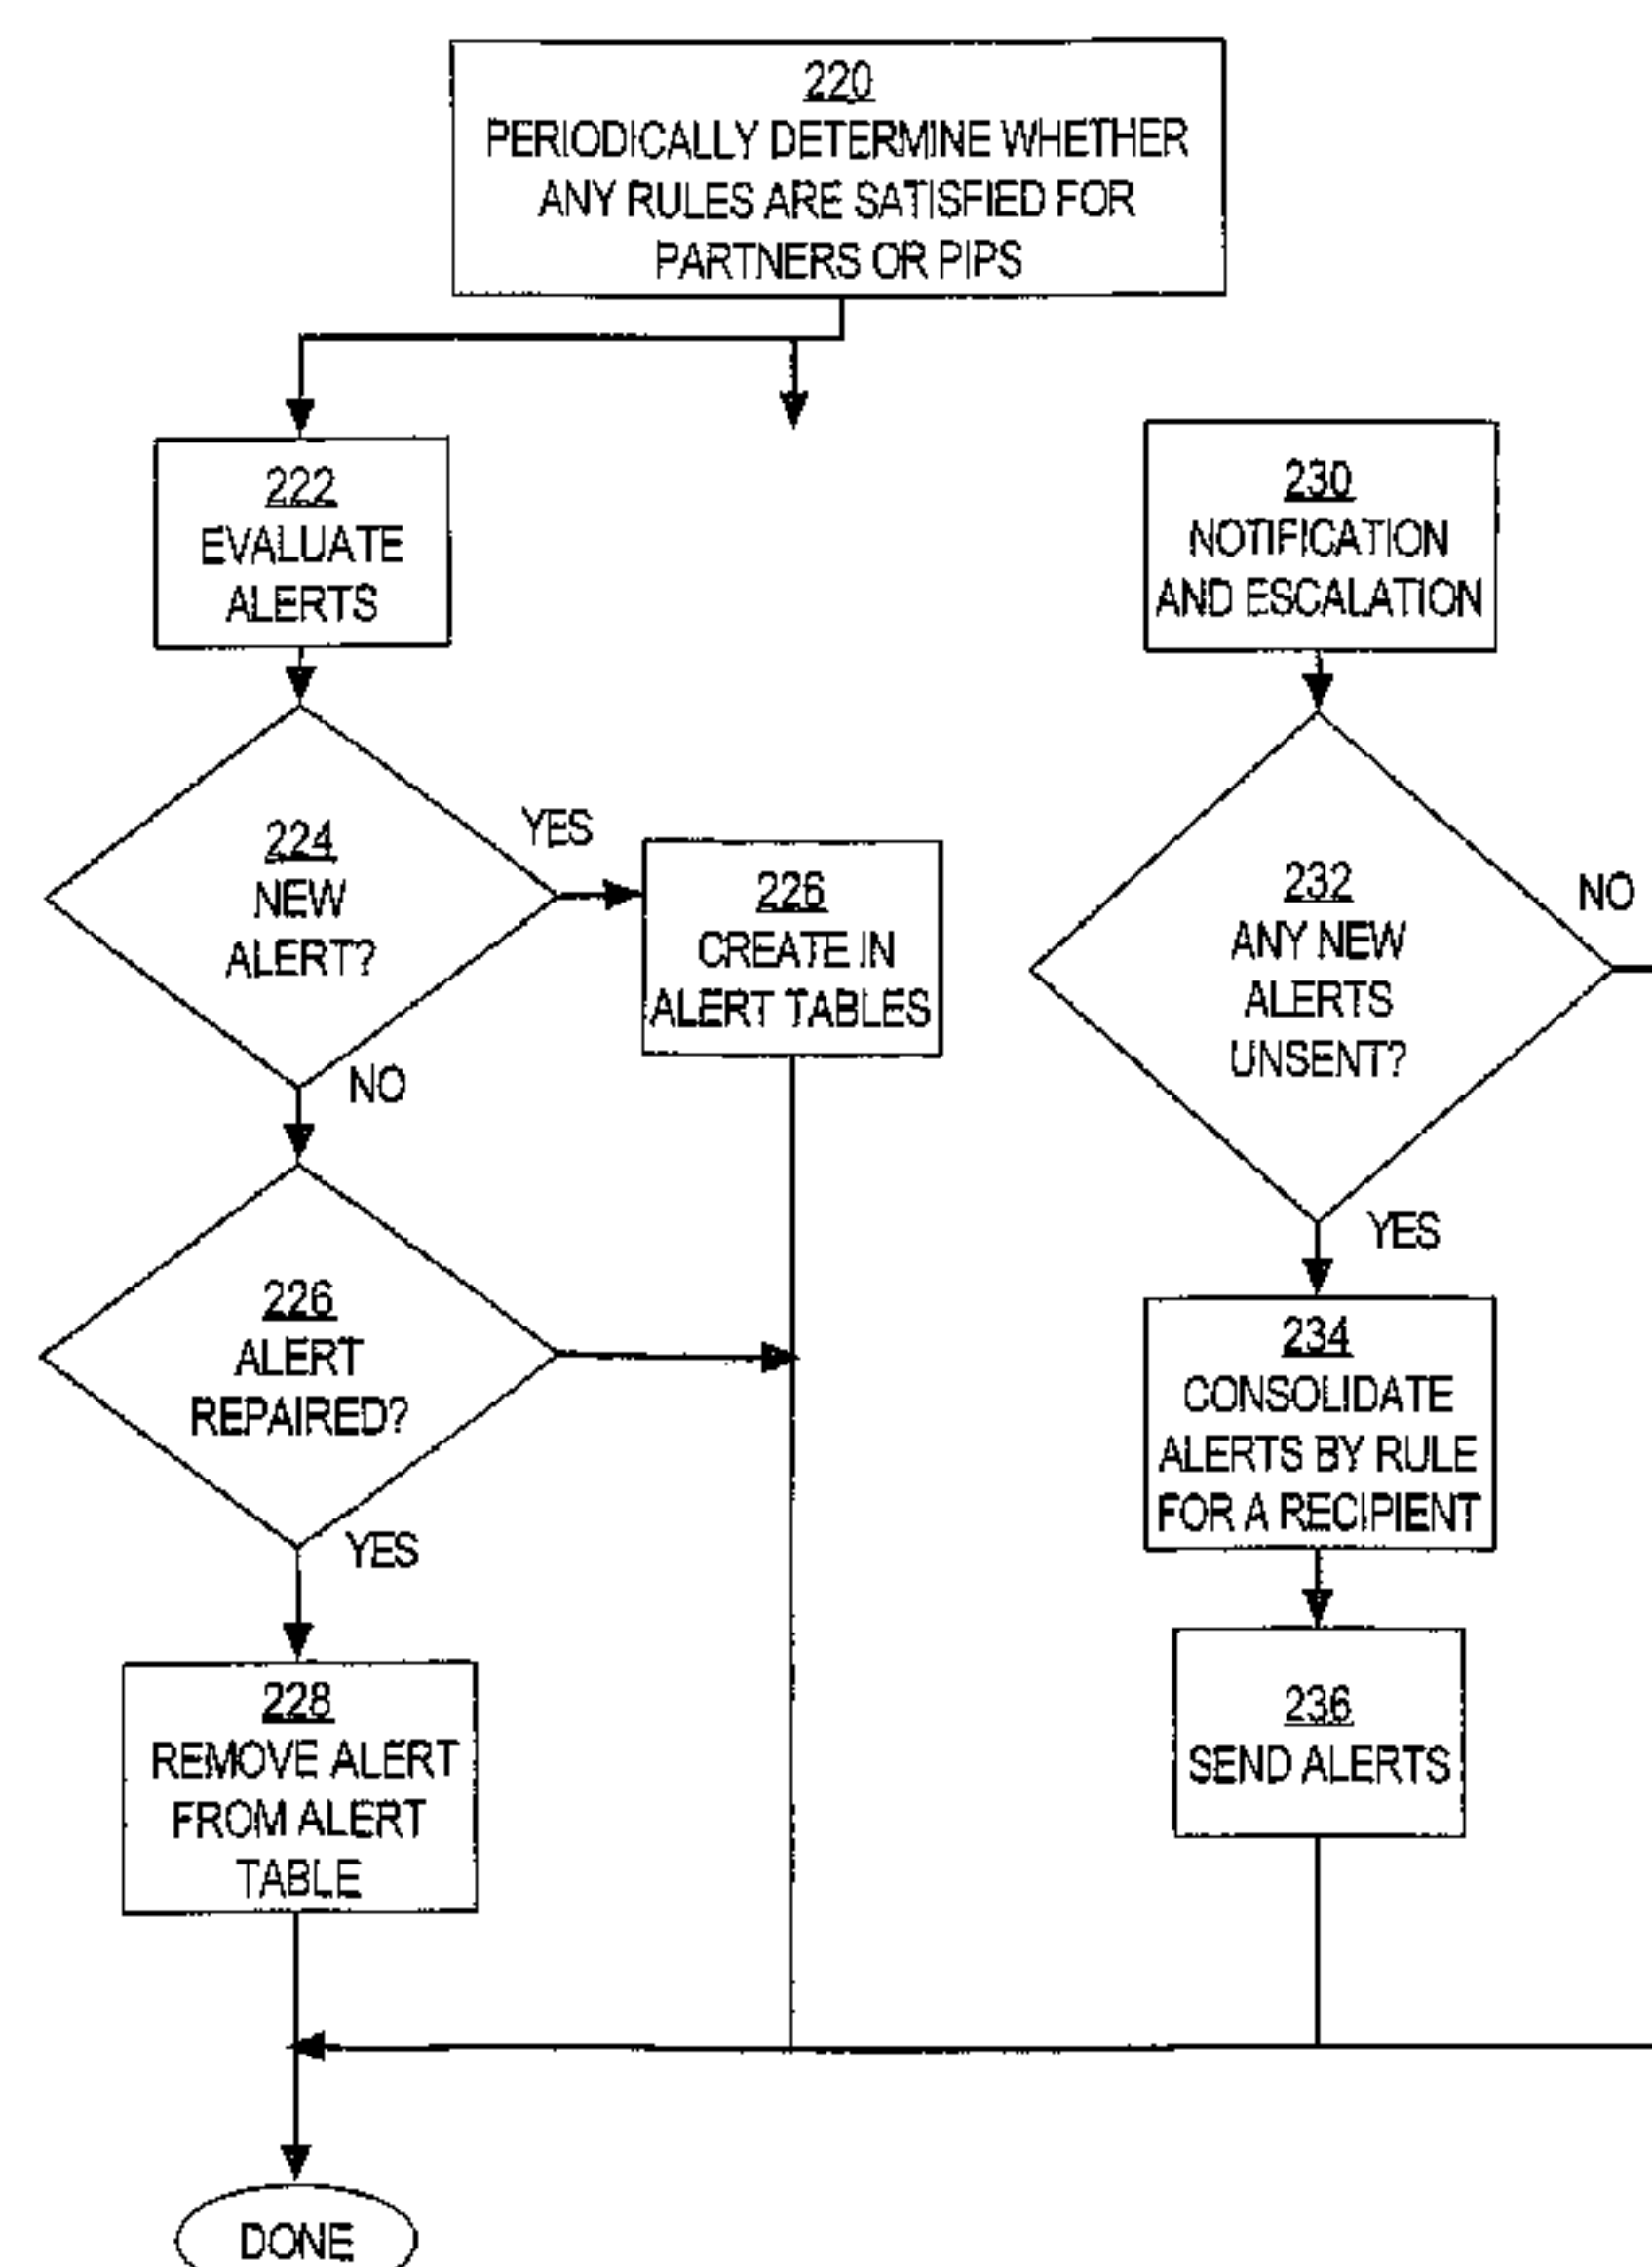 220
PERIODICALLY DETERMINE WHETHER
ANY RULES ARE SATISFIED FOR
PARTNERS OR PIPS
222
EVALUATE
ALERTS
224
NEW
ALERT?
YES
NO
226
CREATE IN
ALERT TABLES
226
ALERT
REPAIRED?
YES
228
REMOVE ALERT
FROM ALERT
TABLE
DONE
230
NOTIFICATION
AND ESCALATION
232
ANY NEW
ALERTS
UNSENT?
NO
YES
234
CONSOLIDATE
ALERTS BY RULE
FOR A RECIPIENT
236
SEND ALERTS